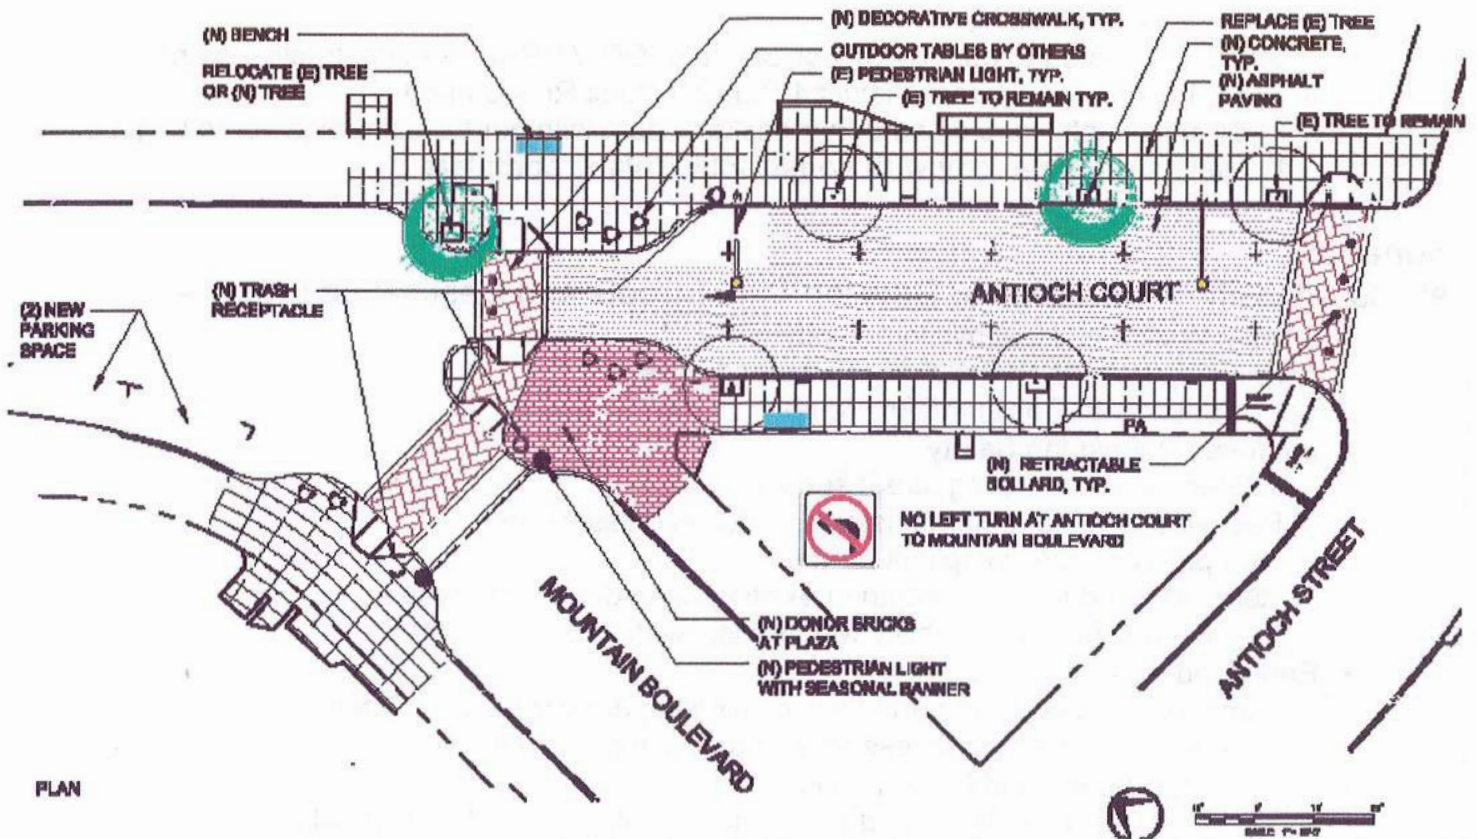 (N) BENCH
RELOCATE (E) TREE
OR (N) TREE
(N) DECORATIVE CROSSWALK, TYP.
OUTDOOR TABLES BY OTHERS
(E) PEDESTRIAN LIGHT, TYP.
(E) TREE TO REMAIN TYP.
REPLACE (E) TREE
(N) CONCRETE,
TYP.
(N) ASPHALT
PAVING
(E) TREE TO REMAIN
(N) TRASH
RECEPTACLE
ANTIOCH COURT
(2) NEW
PARKING
SPACE
PA
(N) RETRACTABLE
BOLLARD, TYP.
NO LEFT TURN AT ANTIOCH COURT
TO MOUNTAIN BOULEVARD
MOUNTAIN BOULEVARD
ANTIOCH STREET
(N) DONOR BRICKS
AT PLAZA
(N) PEDESTRIAN LIGHT
WITH SEASONAL BANNER
PLAN